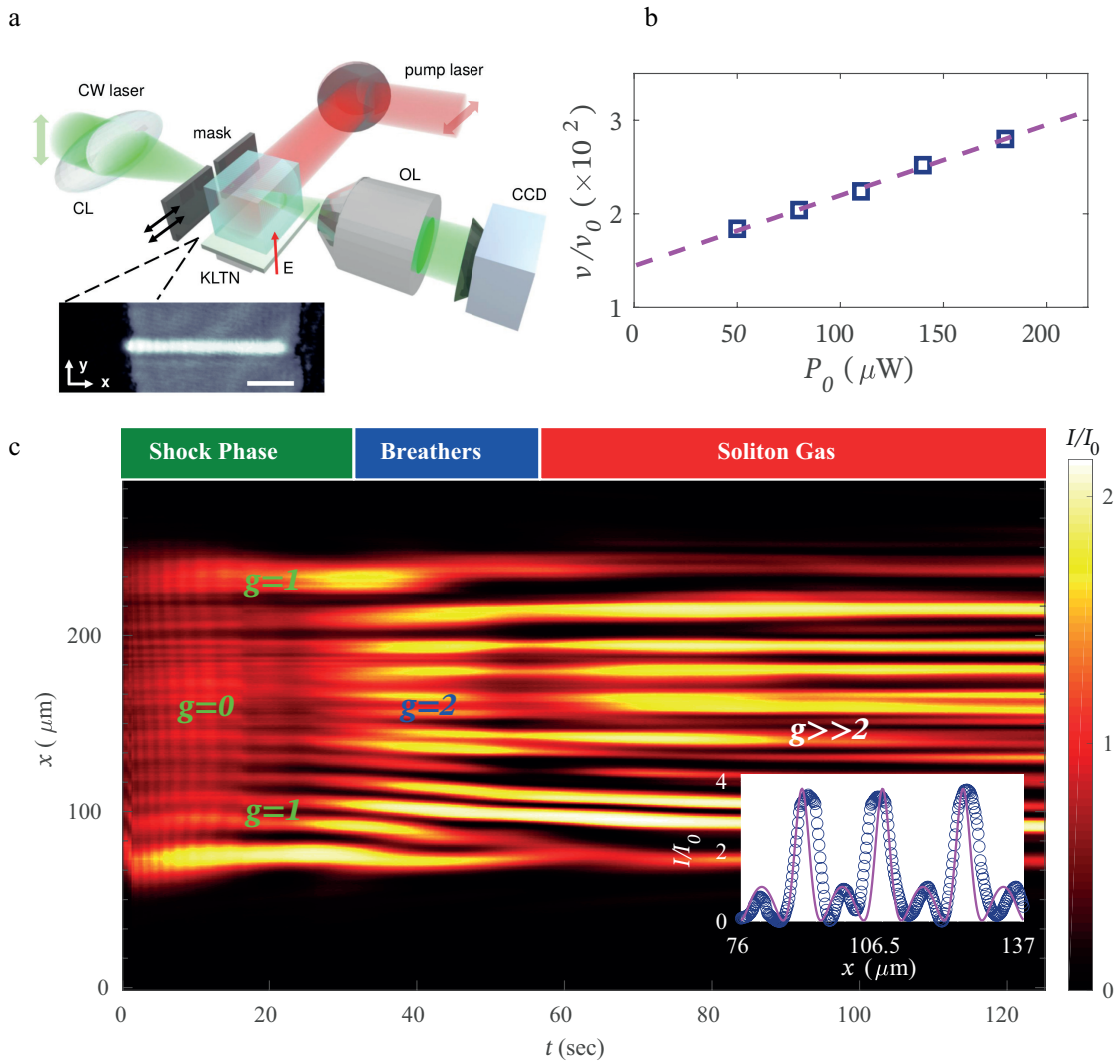 a
CW laser
pump laser
mask
CL
OL
CCD
KLTN
E
y
x
b
v/v0 (×10^2)
3
2
1
0
50
100
150
200
P0 (μW)
c
Shock Phase
Breathers
Soliton Gas
I/I0
2
1
0
g=1
g=0
g=2
g>>2
g=1
x (μm)
200
100
0
4
2
0
I/I0
76
106.5
137
x (μm)
0
20
40
60
80
100
120
t (sec)